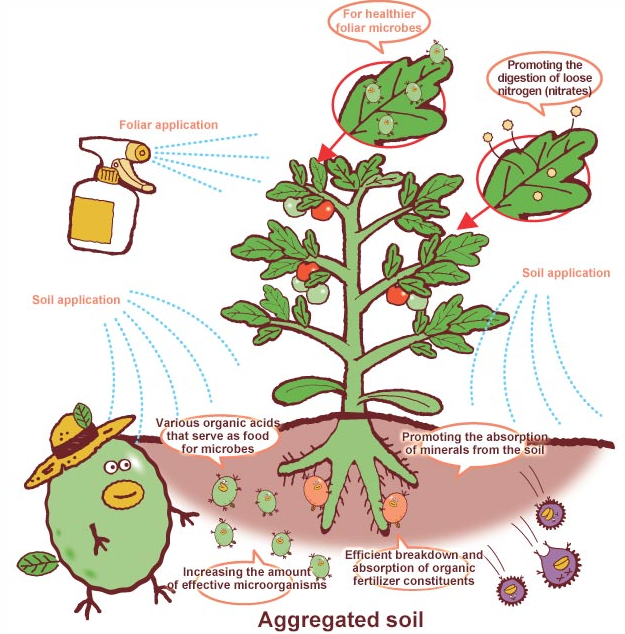 For healthier
foliar microbes
Promoting the
digestion of loose
nitrogen (nitrates)
Foliar application
Soil application
Soil application
Various organic acids
that serve as food
for microbes
Promoting the absorption
of minerals from the soil
Increasing the amount
of effective microorganisms
Efficient breakdown and
absorption of organic
fertilizer constituents
Aggregated soil